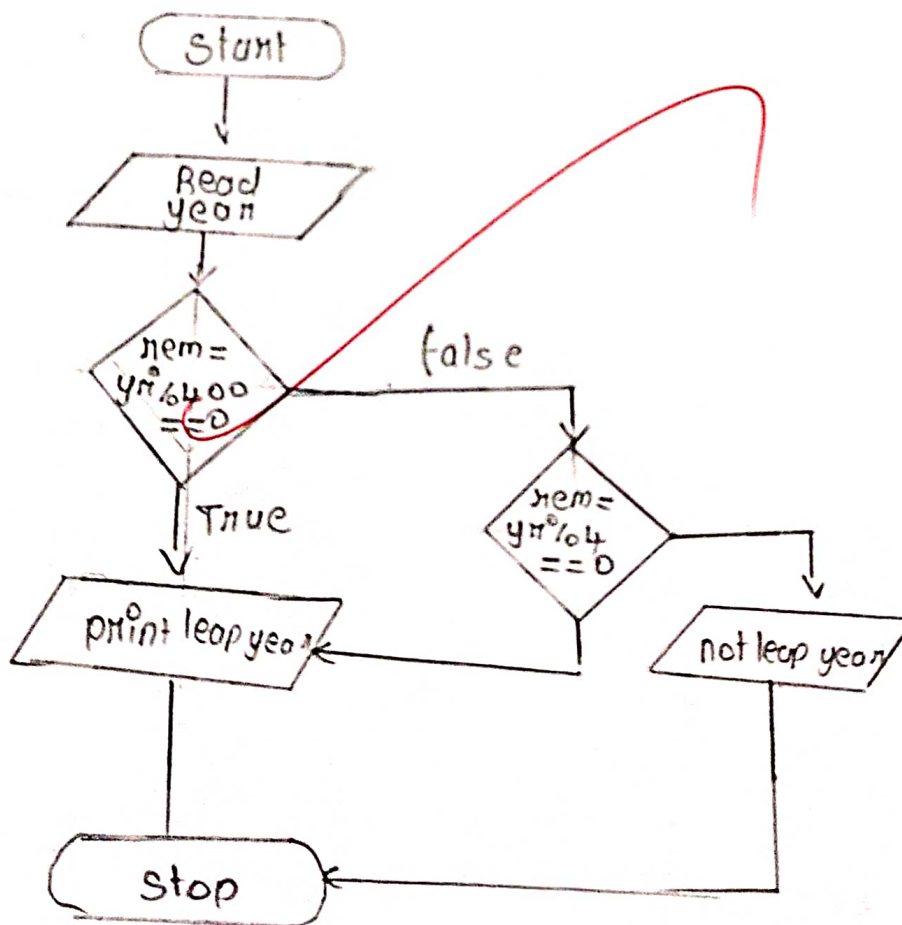 Start
Read
year
rem=
yr%400
==0
false
True
rem=
yr%4
==0
print leap year
not leap year
Stop